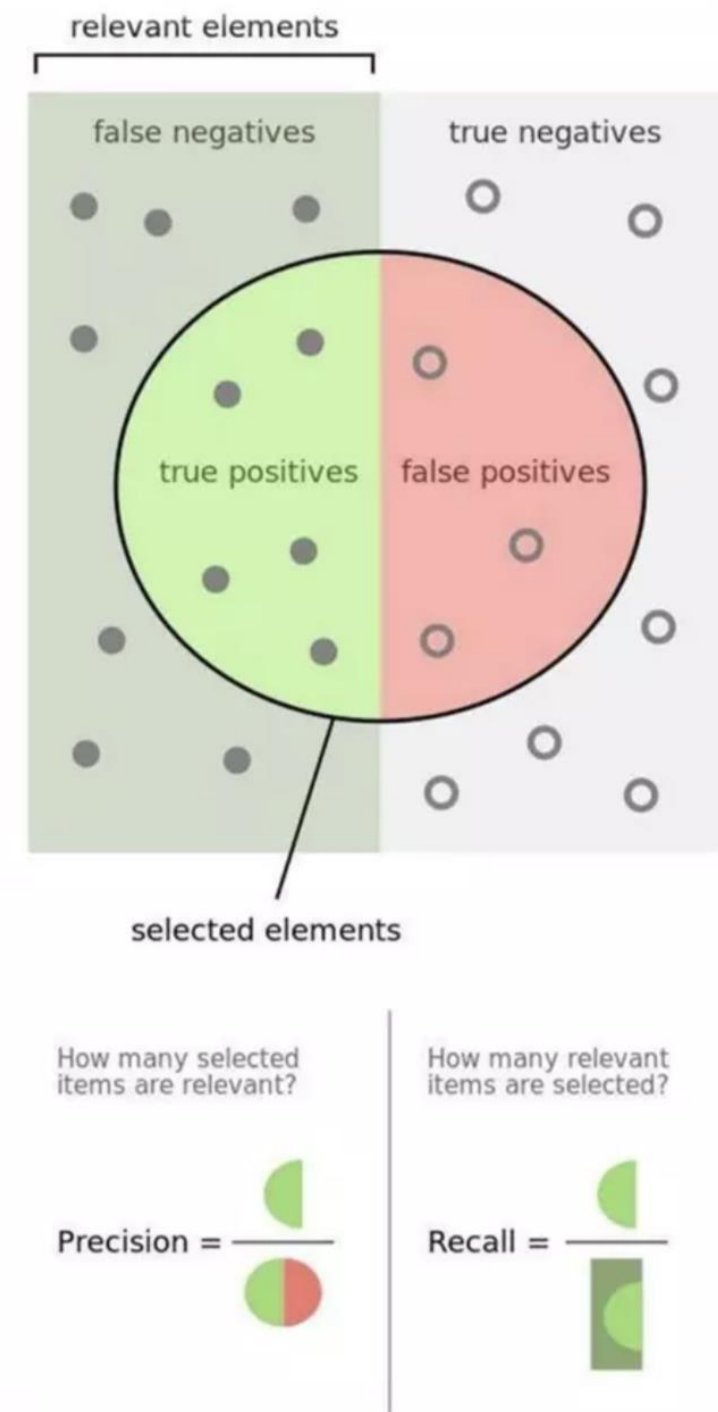 relevant elements
false negatives
true negatives
true positives
false positives
selected elements
How many selected
items are relevant?
How many relevant
items are selected?
Precision =
Recall =